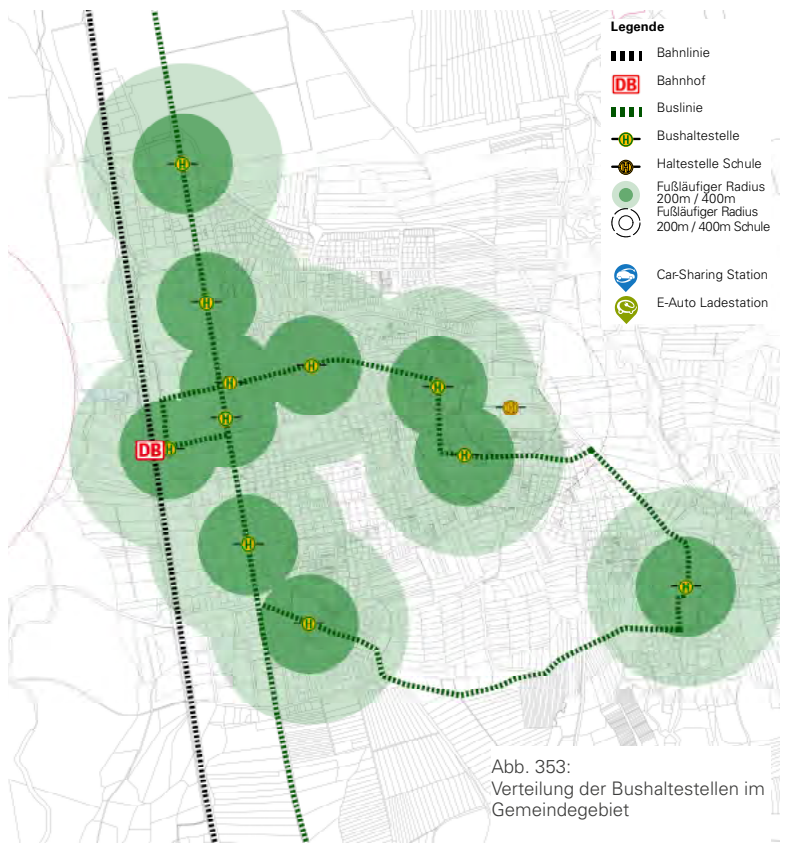 Legende
Bahnlinie
DB
Bahnhof
Buslinie
H
Bushaltestelle
H
Haltestelle Schule
Fußläufiger Radius
200m / 400m
Fußläufiger Radius
200m / 400m Schule
Car-Sharing Station
E-Auto Ladestation
H
H
H
H
H
H
H
DB
H
H
H
H
H
Abb. 353:
Verteilung der Bushaltestellen im
Gemeindegebiet